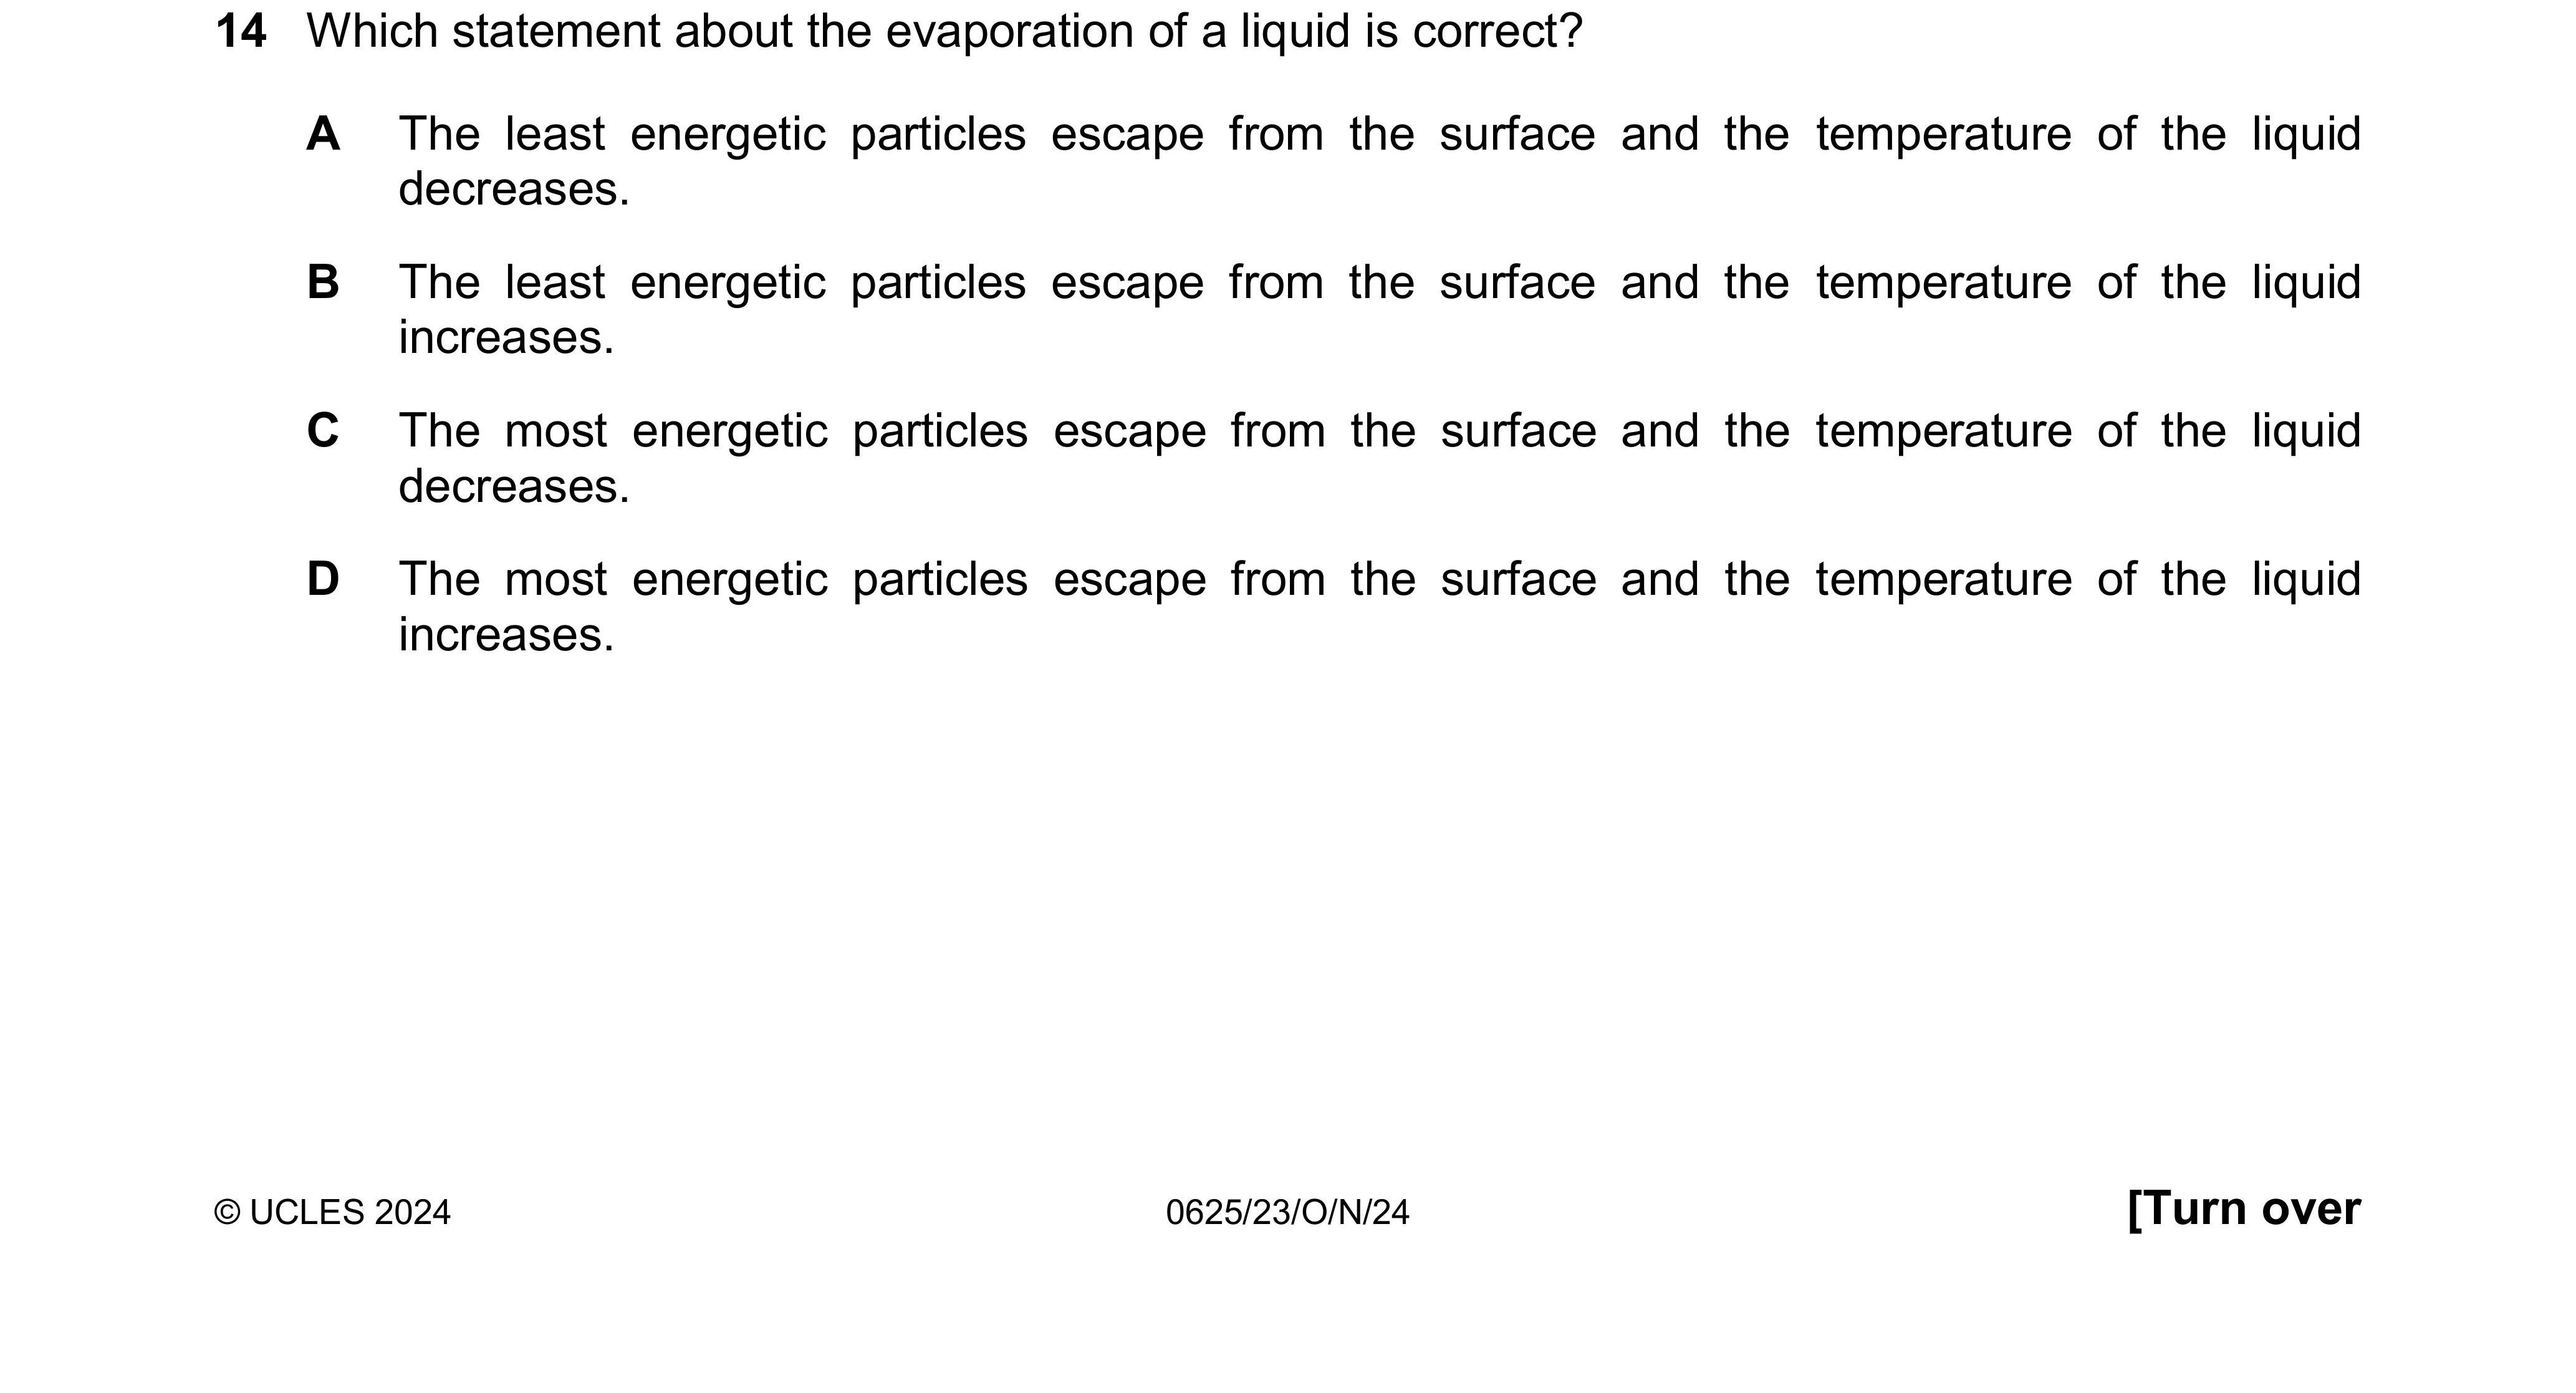 14 Which statement about the evaporation of a liquid is correct?
A The least energetic particles escape from the surface and the temperature of the liquid
decreases.
B The least energetic particles escape from the surface and the temperature of the liquid
increases.
C The most energetic particles escape from the surface and the temperature of the liquid
decreases.
D The most energetic particles escape from the surface and the temperature of the liquid
increases.
© UCLES 2024 0625/23/O/N/24 [Turn over